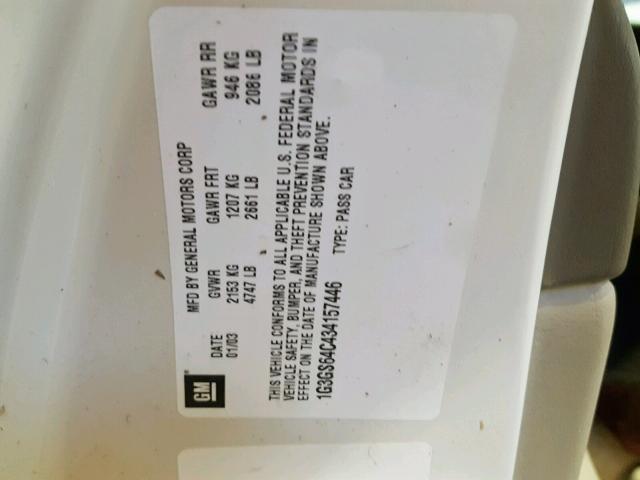 GM
MFD BY GENERAL MOTORS CORP
DATE GVWR GAWR FRT GAWR RR
01/03 2153 KG 1207 KG 946 KG
4747 LB 2661 LB 2086 LB
THIS VEHICLE CONFORMS TO ALL APPLICABLE U.S. FEDERAL MOTOR
VEHICLE SAFETY, BUMPER, AND THEFT PREVENTION STANDARDS IN
EFFECT ON THE DATE OF MANUFACTURE SHOWN ABOVE.
1G3GS64C434157446 TYPE: PASS CAR